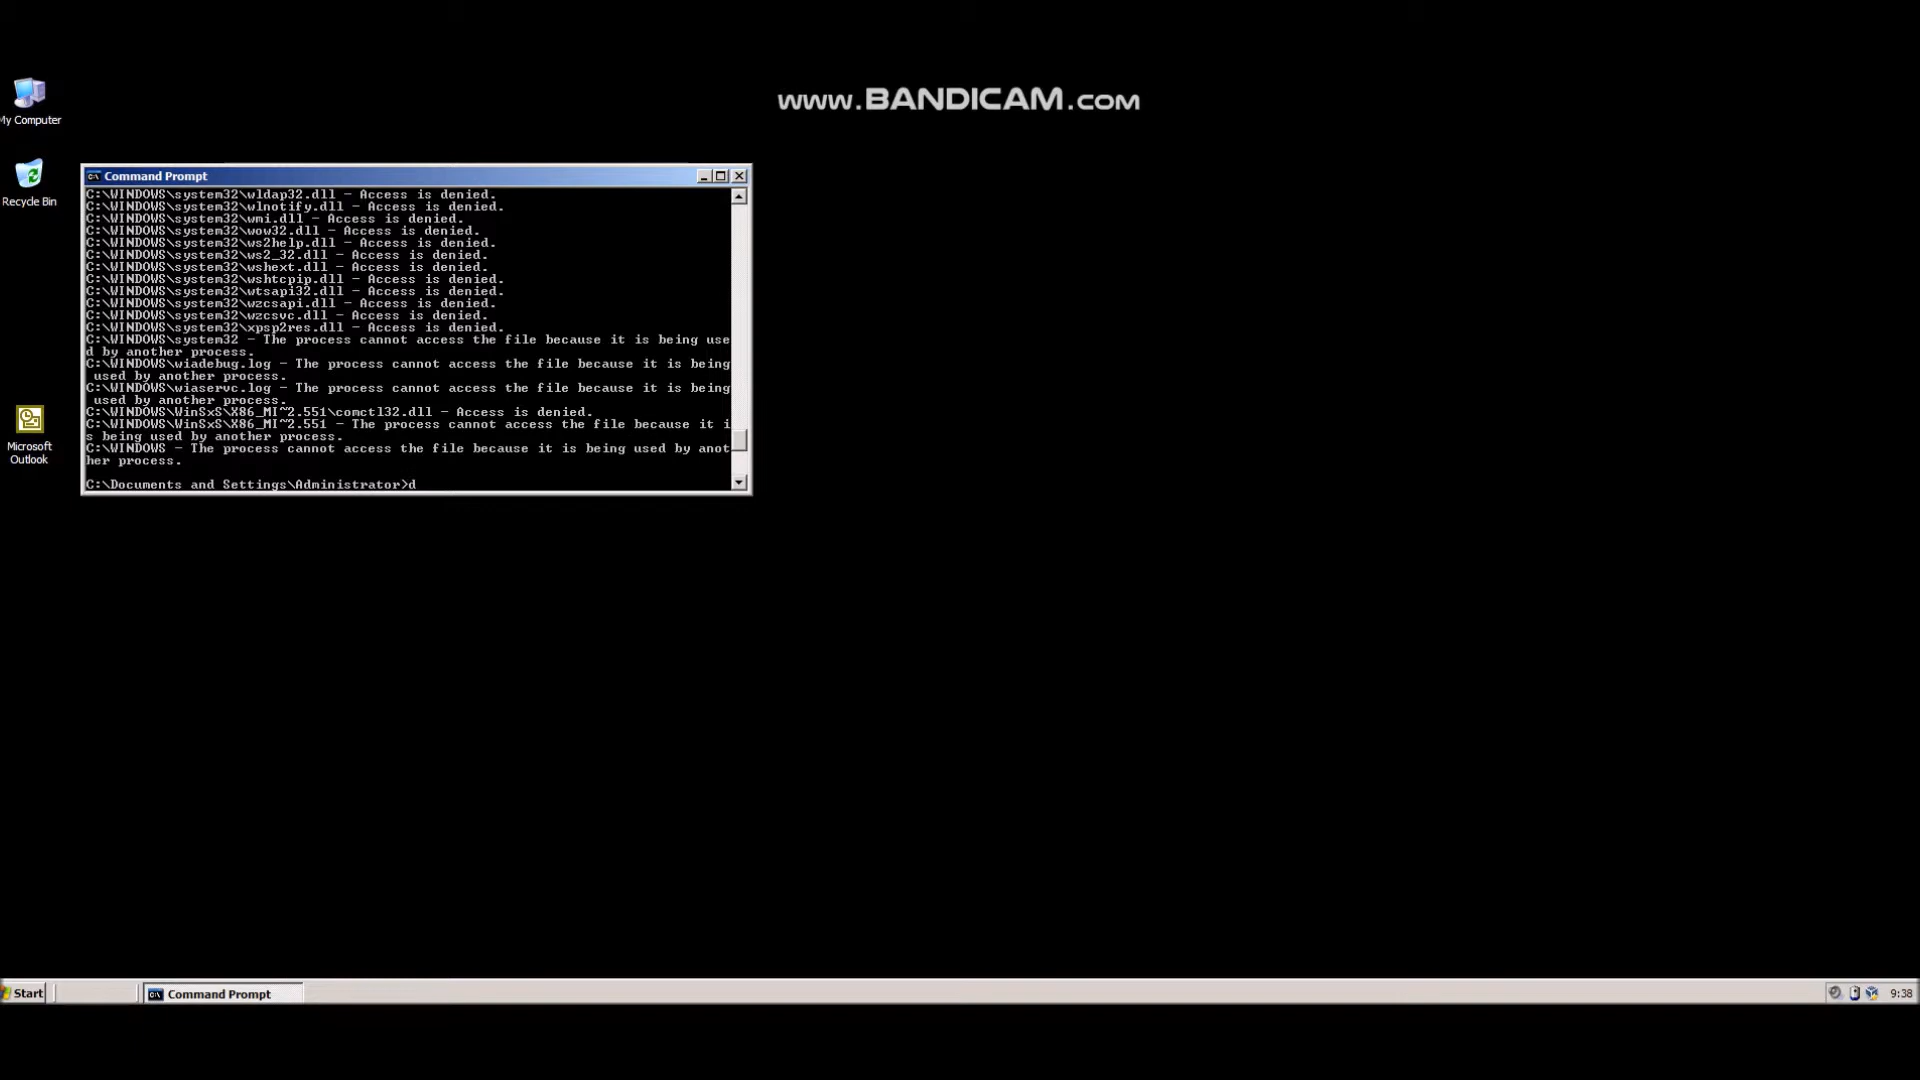 www.BANDICAM.com
My Computer
Recycle Bin
Microsoft
Outlook
Command Prompt
C:\WINDOWS\system32\wldap32.dll - Access is denied.
C:\WINDOWS\system32\wlnotify.dll - Access is denied.
C:\WINDOWS\system32\wmi.dll - Access is denied.
C:\WINDOWS\system32\wow32.dll - Access is denied.
C:\WINDOWS\system32\ws2help.dll - Access is denied.
C:\WINDOWS\system32\ws2_32.dll - Access is denied.
C:\WINDOWS\system32\wshext.dll - Access is denied.
C:\WINDOWS\system32\wshtcpip.dll - Access is denied.
C:\WINDOWS\system32\wtsapi32.dll - Access is denied.
C:\WINDOWS\system32\wzcsapi.dll - Access is denied.
C:\WINDOWS\system32\wzcsvc.dll - Access is denied.
C:\WINDOWS\system32\xpsp2res.dll - Access is denied.
C:\WINDOWS\system32 - The process cannot access the file because it is being use
d by another process.
C:\WINDOWS\wiadebug.log - The process cannot access the file because it is being
used by another process.
C:\WINDOWS\wiaservc.log - The process cannot access the file because it is being
used by another process.
C:\WINDOWS\WinSxS\X86_MI~2.551\comctl32.dll - Access is denied.
C:\WINDOWS\WinSxS\X86_MI~2.551 - The process cannot access the file because it i
s being used by another process.
C:\WINDOWS - The process cannot access the file because it is being used by anot
her process.
C:\Documents and Settings\Administrator>d
Start
Command Prompt
9:38